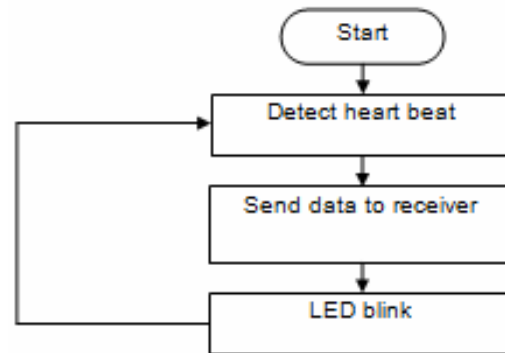 Start
Detect heart beat
Send data to receiver
LED blink